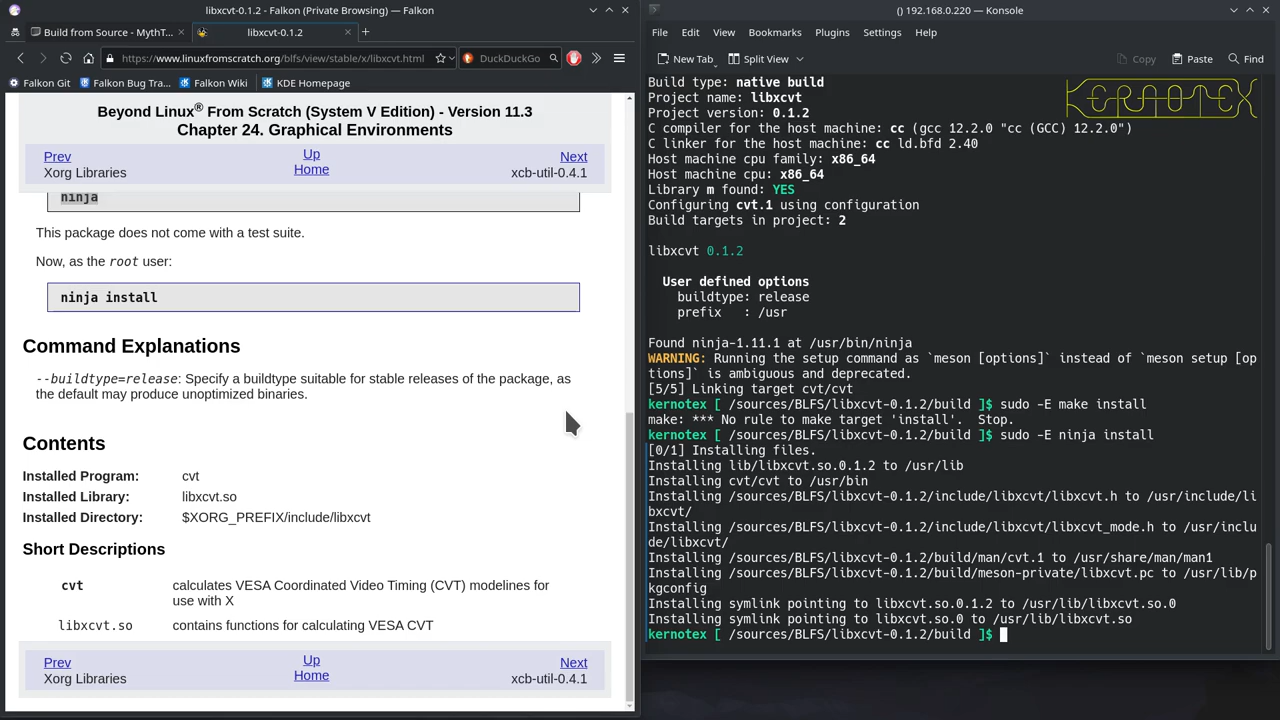 libxcvt-0.1.2 - Falkon (Private Browsing) — Falkon
Build from Source - MythT...
libxcvt-0.1.2
https://www.linuxfromscratch.org/blfs/view/stable/x/libxcvt.html
DuckDuckGo
Falkon Git
Falkon Bug Tra...
Falkon Wiki
KDE Homepage
Beyond Linux® From Scratch (System V Edition) - Version 11.3
Chapter 24. Graphical Environments
Prev
Up
Next
Xorg Libraries
Home
xcb-util-0.4.1
ninja
This package does not come with a test suite.
Now, as the root user:
ninja install
Command Explanations
--buildtype=release: Specify a buildtype suitable for stable releases of the package, as
the default may produce unoptimized binaries.
Contents
Installed Program: cvt
Installed Library: libxcvt.so
Installed Directory: $XORG_PREFIX/include/libxcvt
Short Descriptions
cvt calculates VESA Coordinated Video Timing (CVT) modelines for
use with X
libxcvt.so contains functions for calculating VESA CVT
Prev
Up
Next
Xorg Libraries
Home
xcb-util-0.4.1
() 192.168.0.220 — Konsole
File Edit View Bookmarks Plugins Settings Help
New Tab
Split View
Copy
Paste
Find
KERNOTEX
Build type: native build
Project name: libxcvt
Project version: 0.1.2
C compiler for the host machine: cc (gcc 12.2.0 "cc (GCC) 12.2.0")
C linker for the host machine: cc ld.bfd 2.40
Host machine cpu family: x86_64
Host machine cpu: x86_64
Library m found: YES
Configuring cvt.1 using configuration
Build targets in project: 2
libxcvt 0.1.2
User defined options
buildtype: release
prefix   : /usr
Found ninja-1.11.1 at /usr/bin/ninja
WARNING: Running the setup command as `meson [options]` instead of `meson setup [op
tions]` is ambiguous and deprecated.
[5/5] Linking target cvt/cvt
kernotex [ /sources/BLFS/libxcvt-0.1.2/build ]$ sudo -E make install
make: *** No rule to make target 'install'.  Stop.
kernotex [ /sources/BLFS/libxcvt-0.1.2/build ]$ sudo -E ninja install
[0/1] Installing files.
Installing lib/libxcvt.so.0.1.2 to /usr/lib
Installing cvt/cvt to /usr/bin
Installing /sources/BLFS/libxcvt-0.1.2/include/libxcvt/libxcvt.h to /usr/include/li
bxcvt/
Installing /sources/BLFS/libxcvt-0.1.2/include/libxcvt/libxcvt_mode.h to /usr/inclu
de/libxcvt/
Installing /sources/BLFS/libxcvt-0.1.2/build/man/cvt.1 to /usr/share/man/man1
Installing /sources/BLFS/libxcvt-0.1.2/build/meson-private/libxcvt.pc to /usr/lib/p
kgconfig
Installing symlink pointing to libxcvt.so.0.1.2 to /usr/lib/libxcvt.so.0
Installing symlink pointing to libxcvt.so.0 to /usr/lib/libxcvt.so
kernotex [ /sources/BLFS/libxcvt-0.1.2/build ]$